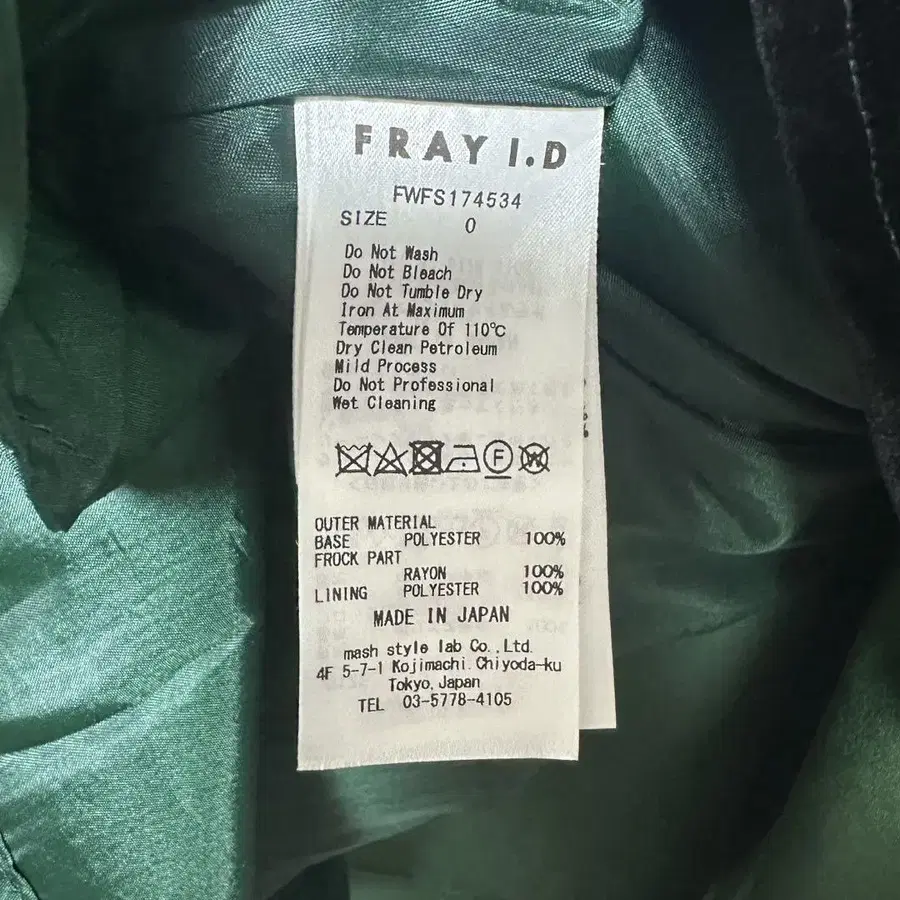 FRAY I.D
FWFS174534
SIZE 0
Do Not Wash
Do Not Bleach
Do Not Tumble Dry
Iron At Maximum
Temperature Of 110℃
Dry Clean Petroleum
Mild Process
Do Not Professional
Wet Cleaning
F W
OUTER MATERIAL
BASE POLYESTER 100%
FROCK PART
RAYON 100%
LINING POLYESTER 100%
MADE IN JAPAN
mash style lab Co.,Ltd.
4F 5-7-1 Kojimachi.Chiyoda-ku
Tokyo,Japan
TEL 03-5778-4105